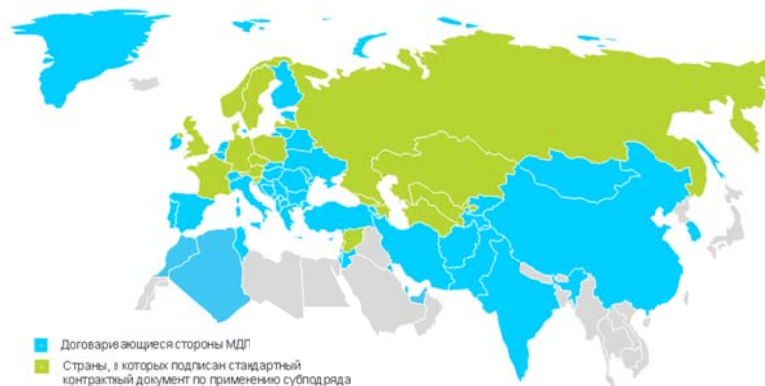 Договаривающиеся стороны МДП
Страны, в которых подписан стандартный
контрактный документ по применению субподряда